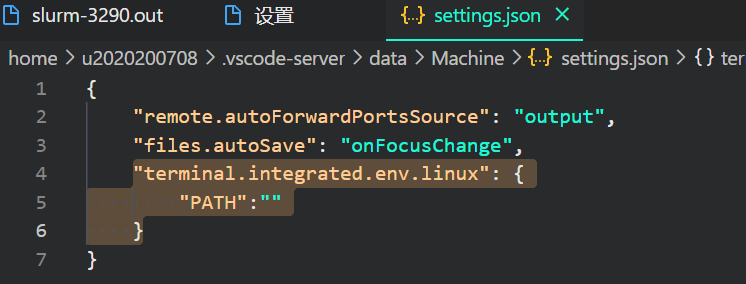 slurm-3290.out 设置 settings.json
home > u2020200708 > .vscode-server > data > Machine > {..} settings.json > {} ter
1 {
2 "remote.autoForwardPortsSource": "output",
3 "files.autoSave": "onFocusChange",
4 "terminal.integrated.env.linux": {
5 "PATH":""
6 }
7 }